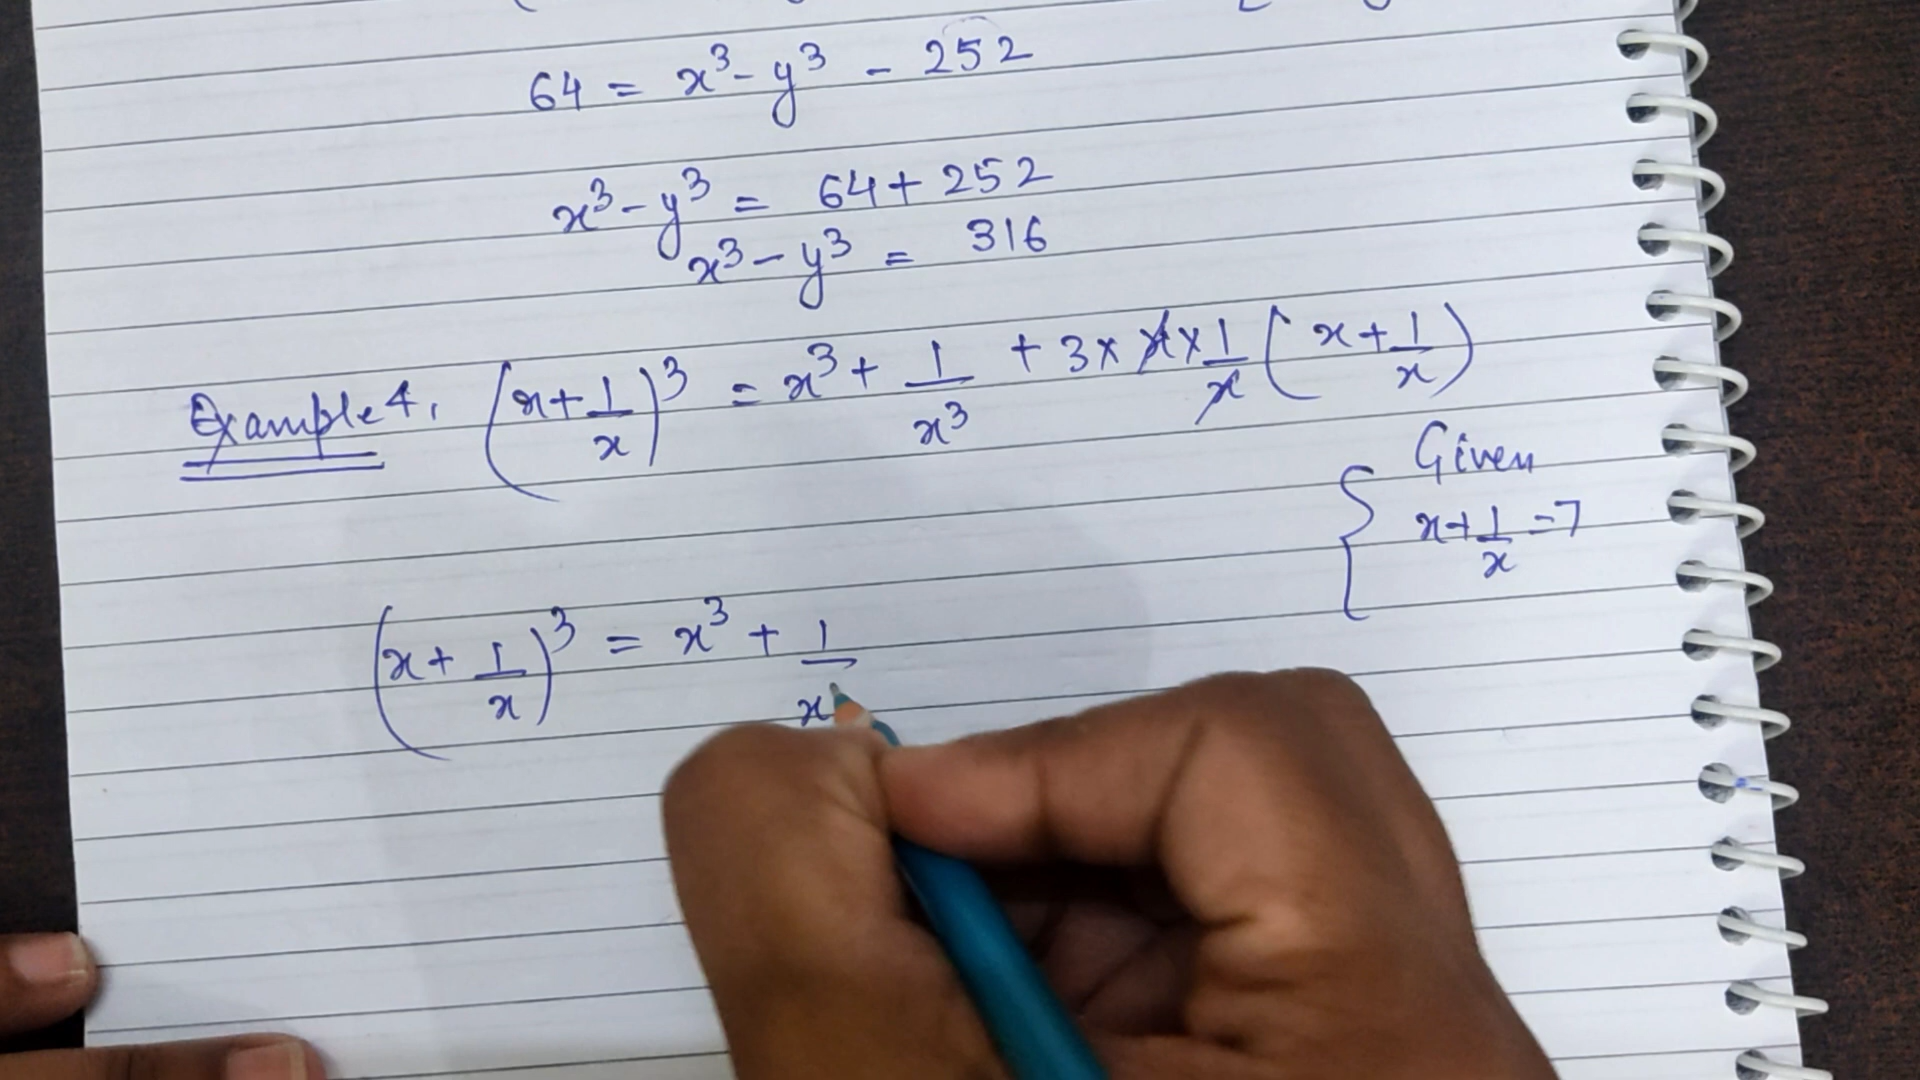 64 = x³ - y³ - 252
x³ - y³ = 64 + 252
x³ - y³ = 316
Example 4, (x + 1/x)³ = x³ + 1/x³ + 3 × x × 1/x (x + 1/x)
{ Given
x + 1/x = 7
(x + 1/x)³ = x³ + 1/x